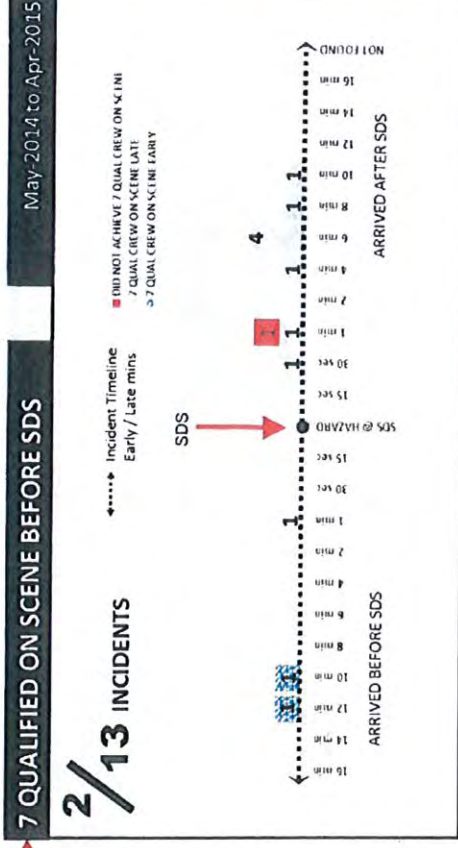 7 QUALIFIED ON SCENE BEFORE SDS
May-2014 to Apr-2015
2/13 INCIDENTS
Incident Timeline
Early / Late mins
DID NOT ACHIEVE 7 QUAL CREW ON SCENE
7 QUAL CREW ON SCENE LATE
7 QUAL CREW ON SCENE EARLY
SDS
4
1
1
1
1
1
1
1
1
1
16 min
14 min
12 min
10 min
8 min
6 min
4 min
2 min
1 min
30 sec
15 sec
SDS @ HAZARD
15 sec
30 sec
1 min
2 min
4 min
6 min
8 min
10 min
12 min
14 min
16 min
NOT FOUND
ARRIVED BEFORE SDS
ARRIVED AFTER SDS